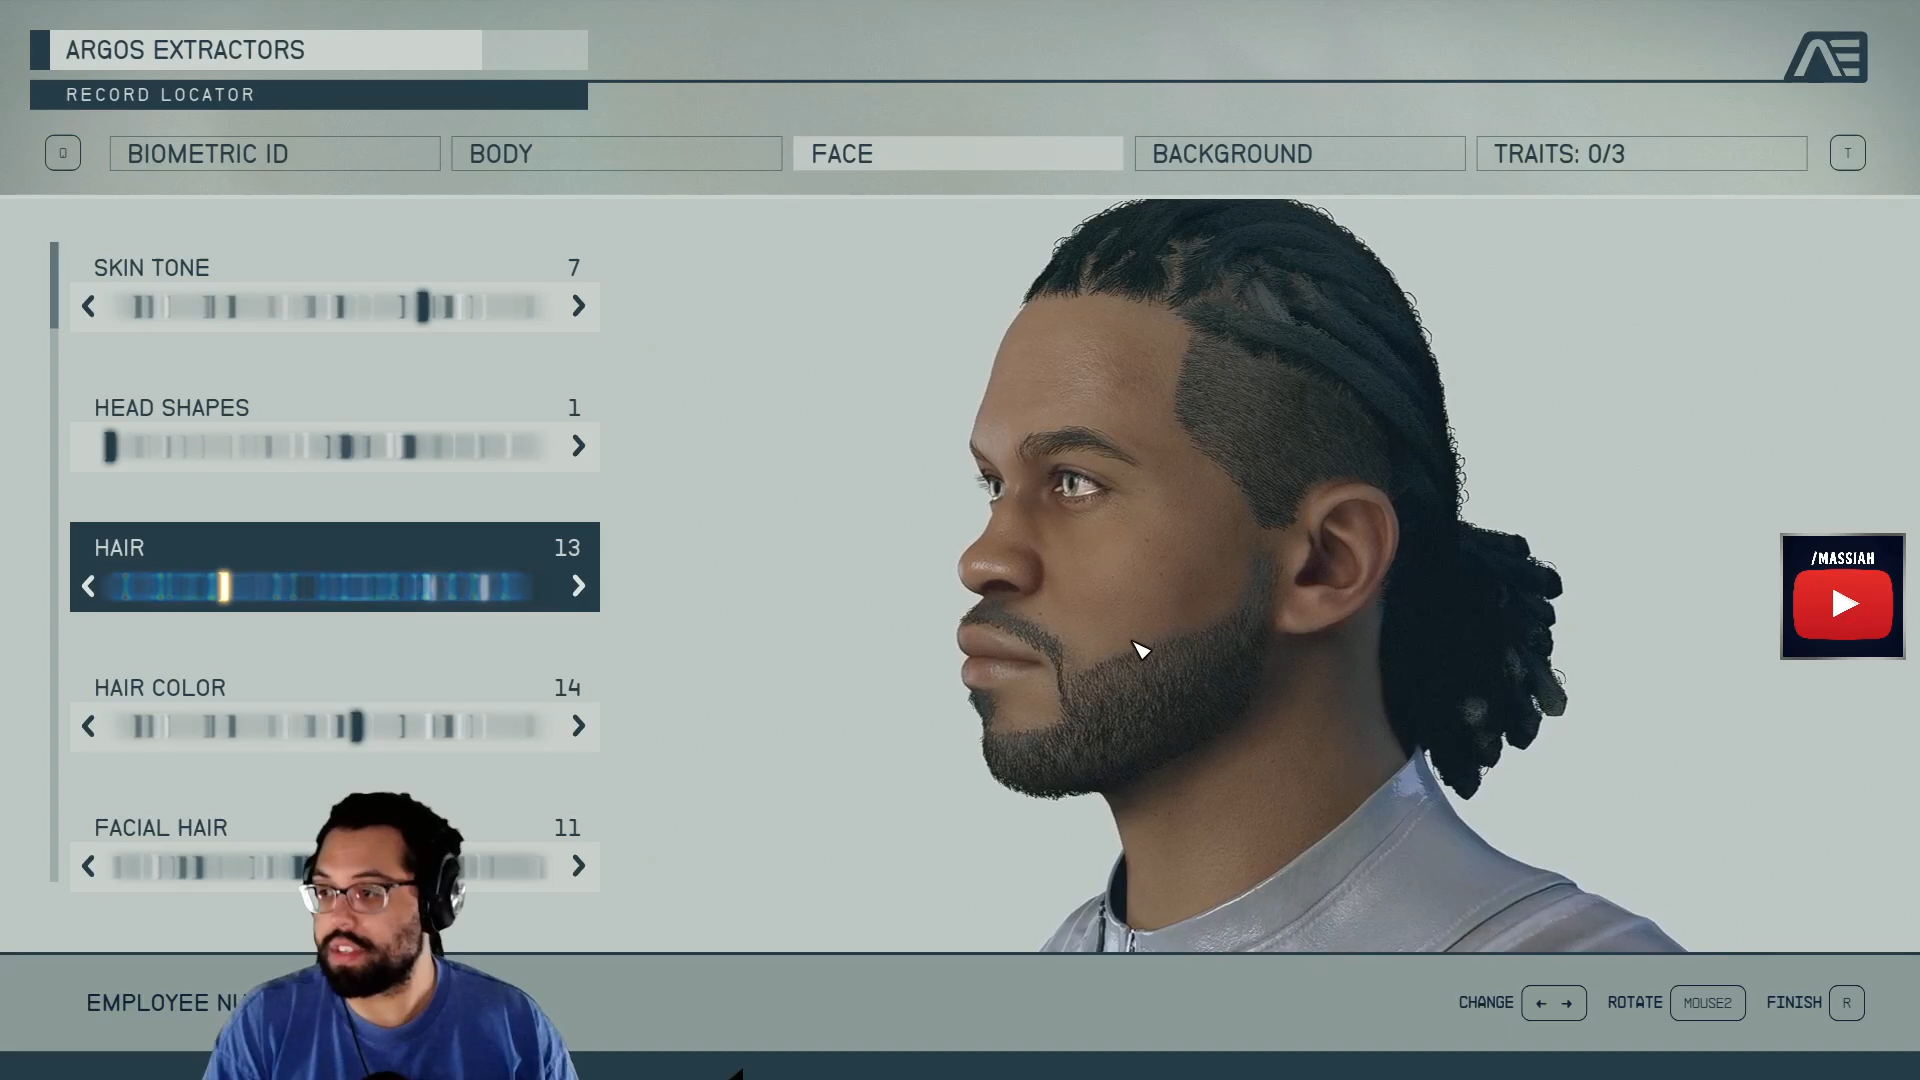 ARGOS EXTRACTORS
RECORD LOCATOR
BIOMETRIC ID
BODY
FACE
BACKGROUND
TRAITS: 0/3
T
SKIN TONE 7
HEAD SHAPES 1
HAIR 13
HAIR COLOR 14
FACIAL HAIR 11
/MASSIAH
EMPLOYEE
CHANGE ← →
ROTATE MOUSE2
FINISH R